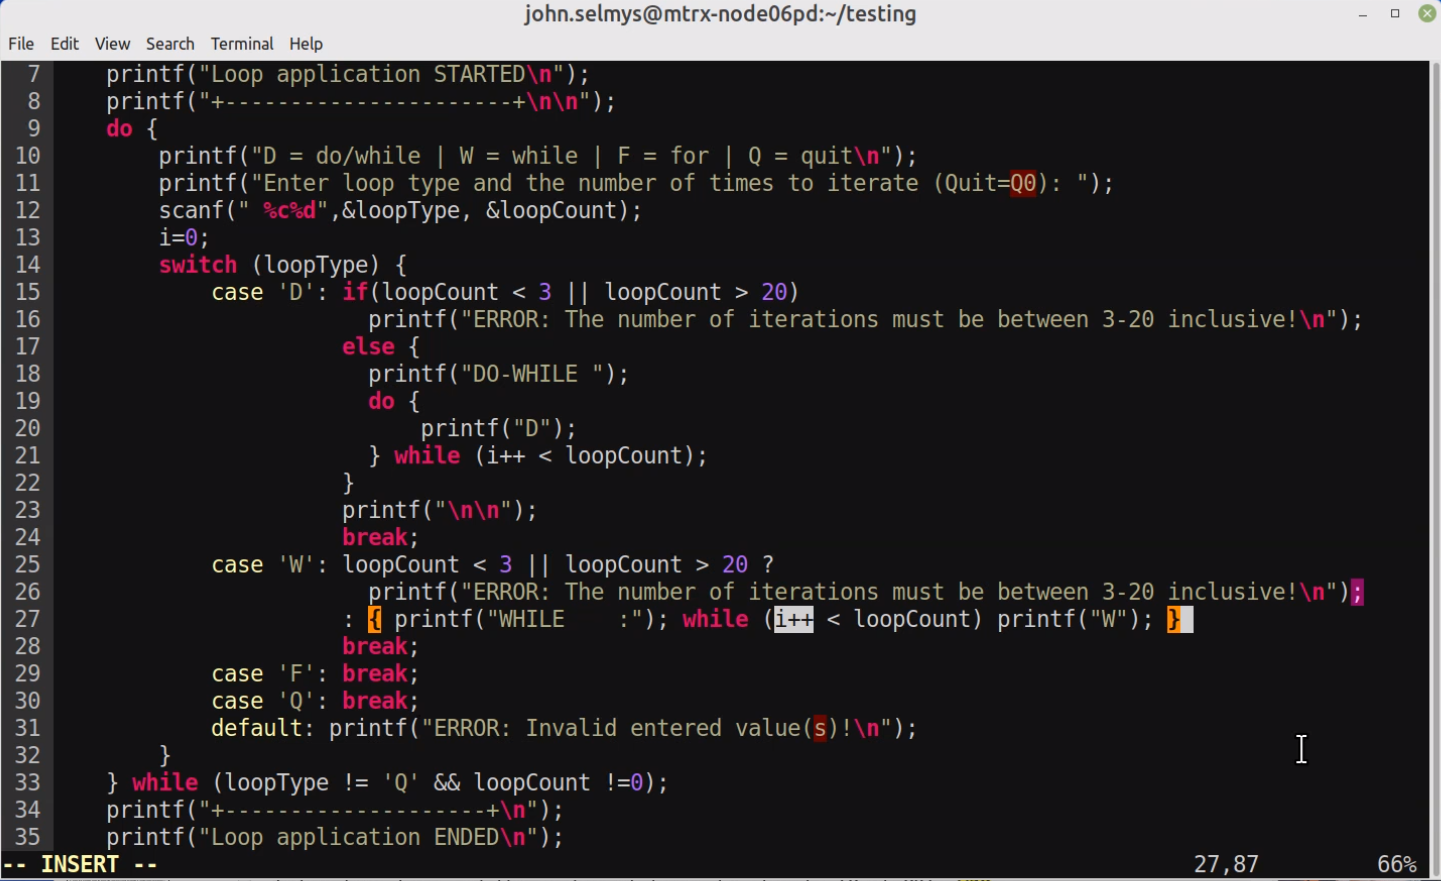 john.selmys@mtrx-node06pd:~/testing
File Edit View Search Terminal Help
7     printf("Loop application STARTED\n");
8     printf("+----------------------+\n\n");
9     do {
10         printf("D = do/while | W = while | F = for | Q = quit\n");
11         printf("Enter loop type and the number of times to iterate (Quit=Q0): ");
12         scanf(" %c%d",&loopType, &loopCount);
13         i=0;
14         switch (loopType) {
15             case 'D': if(loopCount < 3 || loopCount > 20)
16                         printf("ERROR: The number of iterations must be between 3-20 inclusive!\n");
17                       else {
18                         printf("DO-WHILE ");
19                         do {
20                             printf("D");
21                         } while (i++ < loopCount);
22                       }
23                       printf("\n\n");
24                       break;
25             case 'W': loopCount < 3 || loopCount > 20 ?
26                         printf("ERROR: The number of iterations must be between 3-20 inclusive!\n");
27                       : { printf("WHILE    :"); while (i++ < loopCount) printf("W"); }
28                       break;
29             case 'F': break;
30             case 'Q': break;
31             default: printf("ERROR: Invalid entered value(s)!\n");
32         }
33     } while (loopType != 'Q' && loopCount !=0);
34     printf("+--------------------+\n");
35     printf("Loop application ENDED\n");
-- INSERT -- 27,87 66%